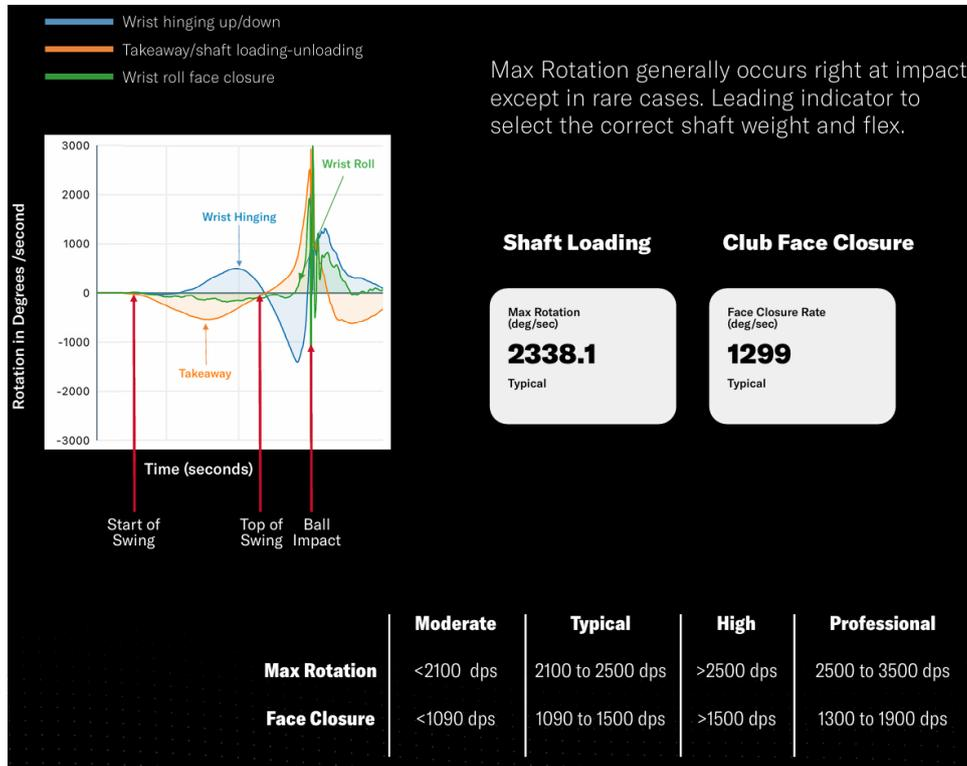 Wrist hinging up/down
Takeaway/shaft loading-unloading
Wrist roll face closure
Max Rotation generally occurs right at impact
except in rare cases. Leading indicator to
select the correct shaft weight and flex.
Rotation in Degrees /second
3000
2000
1000
0
-1000
-2000
-3000
Wrist Roll
Wrist Hinging
Takeaway
Time (seconds)
Start of
Swing
Top of
Swing
Ball
Impact
Shaft Loading
Max Rotation
(deg/sec)
2338.1
Typical
Club Face Closure
Face Closure Rate
(deg/sec)
1299
Typical
Moderate Typical High Professional
Max Rotation <2100 dps 2100 to 2500 dps >2500 dps 2500 to 3500 dps
Face Closure <1090 dps 1090 to 1500 dps >1500 dps 1300 to 1900 dps